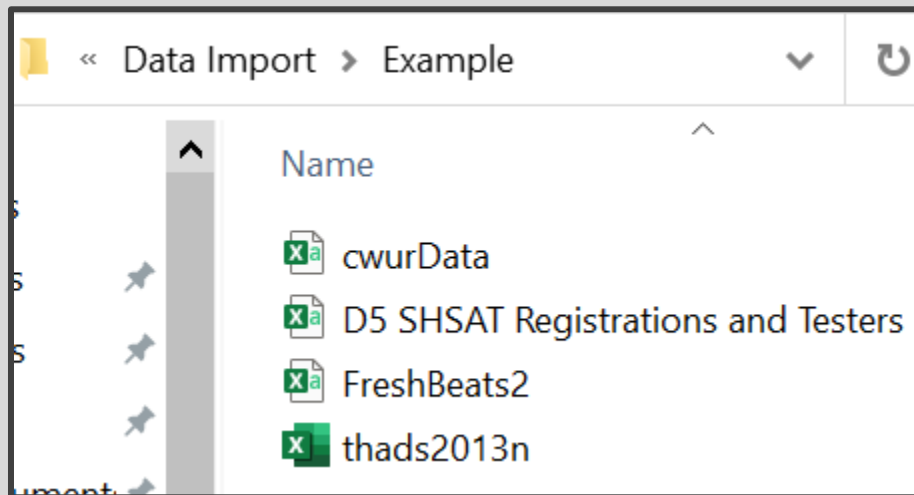 « Data Import > Example
Name
cwurData
D5 SHSAT Registrations and Testers
FreshBeats2
thads2013n